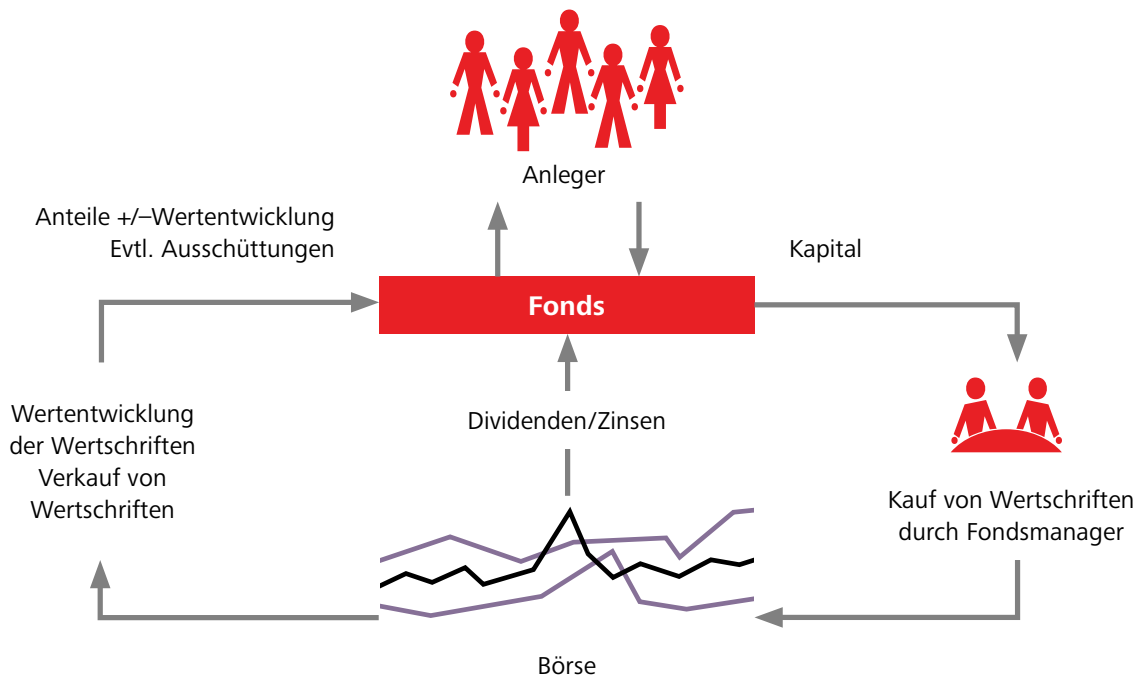 Anleger
Anteile +/–Wertentwicklung
Evtl. Ausschüttungen
Kapital
Fonds
Wertentwicklung
der Wertschriften
Verkauf von
Wertschriften
Dividenden/Zinsen
Kauf von Wertschriften
durch Fondsmanager
Börse